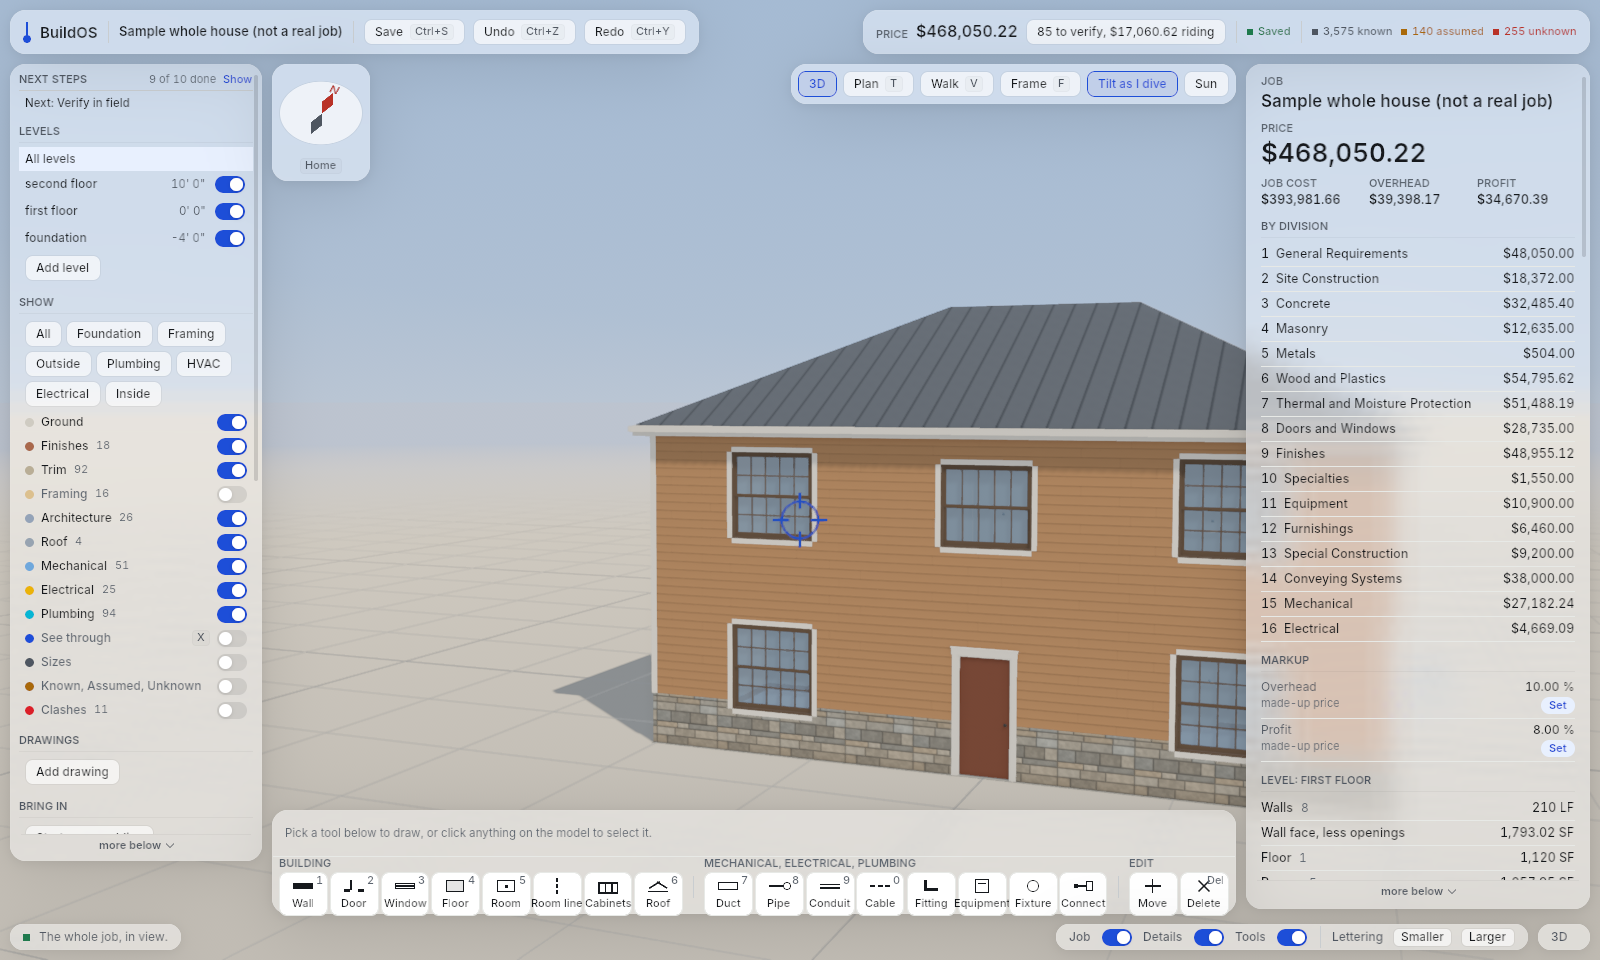 BuildOS
Sample whole house (not a real job)
Save Ctrl+S
Undo Ctrl+Z
Redo Ctrl+Y
PRICE $468,050.22
85 to verify, $17,060.62 riding
Saved
3,575 known
140 assumed
255 unknown
NEXT STEPS 9 of 10 done Show
Next: Verify in field
LEVELS
All levels
second floor 10' 0"
first floor 0' 0"
foundation -4' 0"
Add level
SHOW
All Foundation Framing
Outside Plumbing HVAC
Electrical Inside
Ground
Finishes 18
Trim 92
Framing 16
Architecture 26
Roof 4
Mechanical 51
Electrical 25
Plumbing 94
See through X
Sizes
Known, Assumed, Unknown
Clashes 11
DRAWINGS
Add drawing
BRING IN
more below
N
Home
3D
Plan T
Walk V
Frame F
Tilt as I dive
Sun
JOB
Sample whole house (not a real job)
PRICE
$468,050.22
JOB COST OVERHEAD PROFIT
$393,981.66 $39,398.17 $34,670.39
BY DIVISION
1 General Requirements $48,050.00
2 Site Construction $18,372.00
3 Concrete $32,485.40
4 Masonry $12,635.00
5 Metals $504.00
6 Wood and Plastics $54,795.62
7 Thermal and Moisture Protection $51,488.19
8 Doors and Windows $28,735.00
9 Finishes $48,955.12
10 Specialties $1,550.00
11 Equipment $10,900.00
12 Furnishings $6,460.00
13 Special Construction $9,200.00
14 Conveying Systems $38,000.00
15 Mechanical $27,182.24
16 Electrical $4,669.09
MARKUP
Overhead 10.00 %
made-up price Set
Profit 8.00 %
made-up price Set
LEVEL: FIRST FLOOR
Walls 8 210 LF
Wall face, less openings 1,793.02 SF
Floor 1 1,120 SF
more below
Pick a tool below to draw, or click anything on the model to select it.
BUILDING
Wall 1
Door 2
Window 3
Floor 4
Room 5
Room line
Cabinets
Roof 6
MECHANICAL, ELECTRICAL, PLUMBING
Duct 7
Pipe 8
Conduit 9
Cable 0
Fitting
Equipment
Fixture
Connect
EDIT
Move
Delete Del
The whole job, in view.
Job
Details
Tools
Lettering Smaller Larger
3D